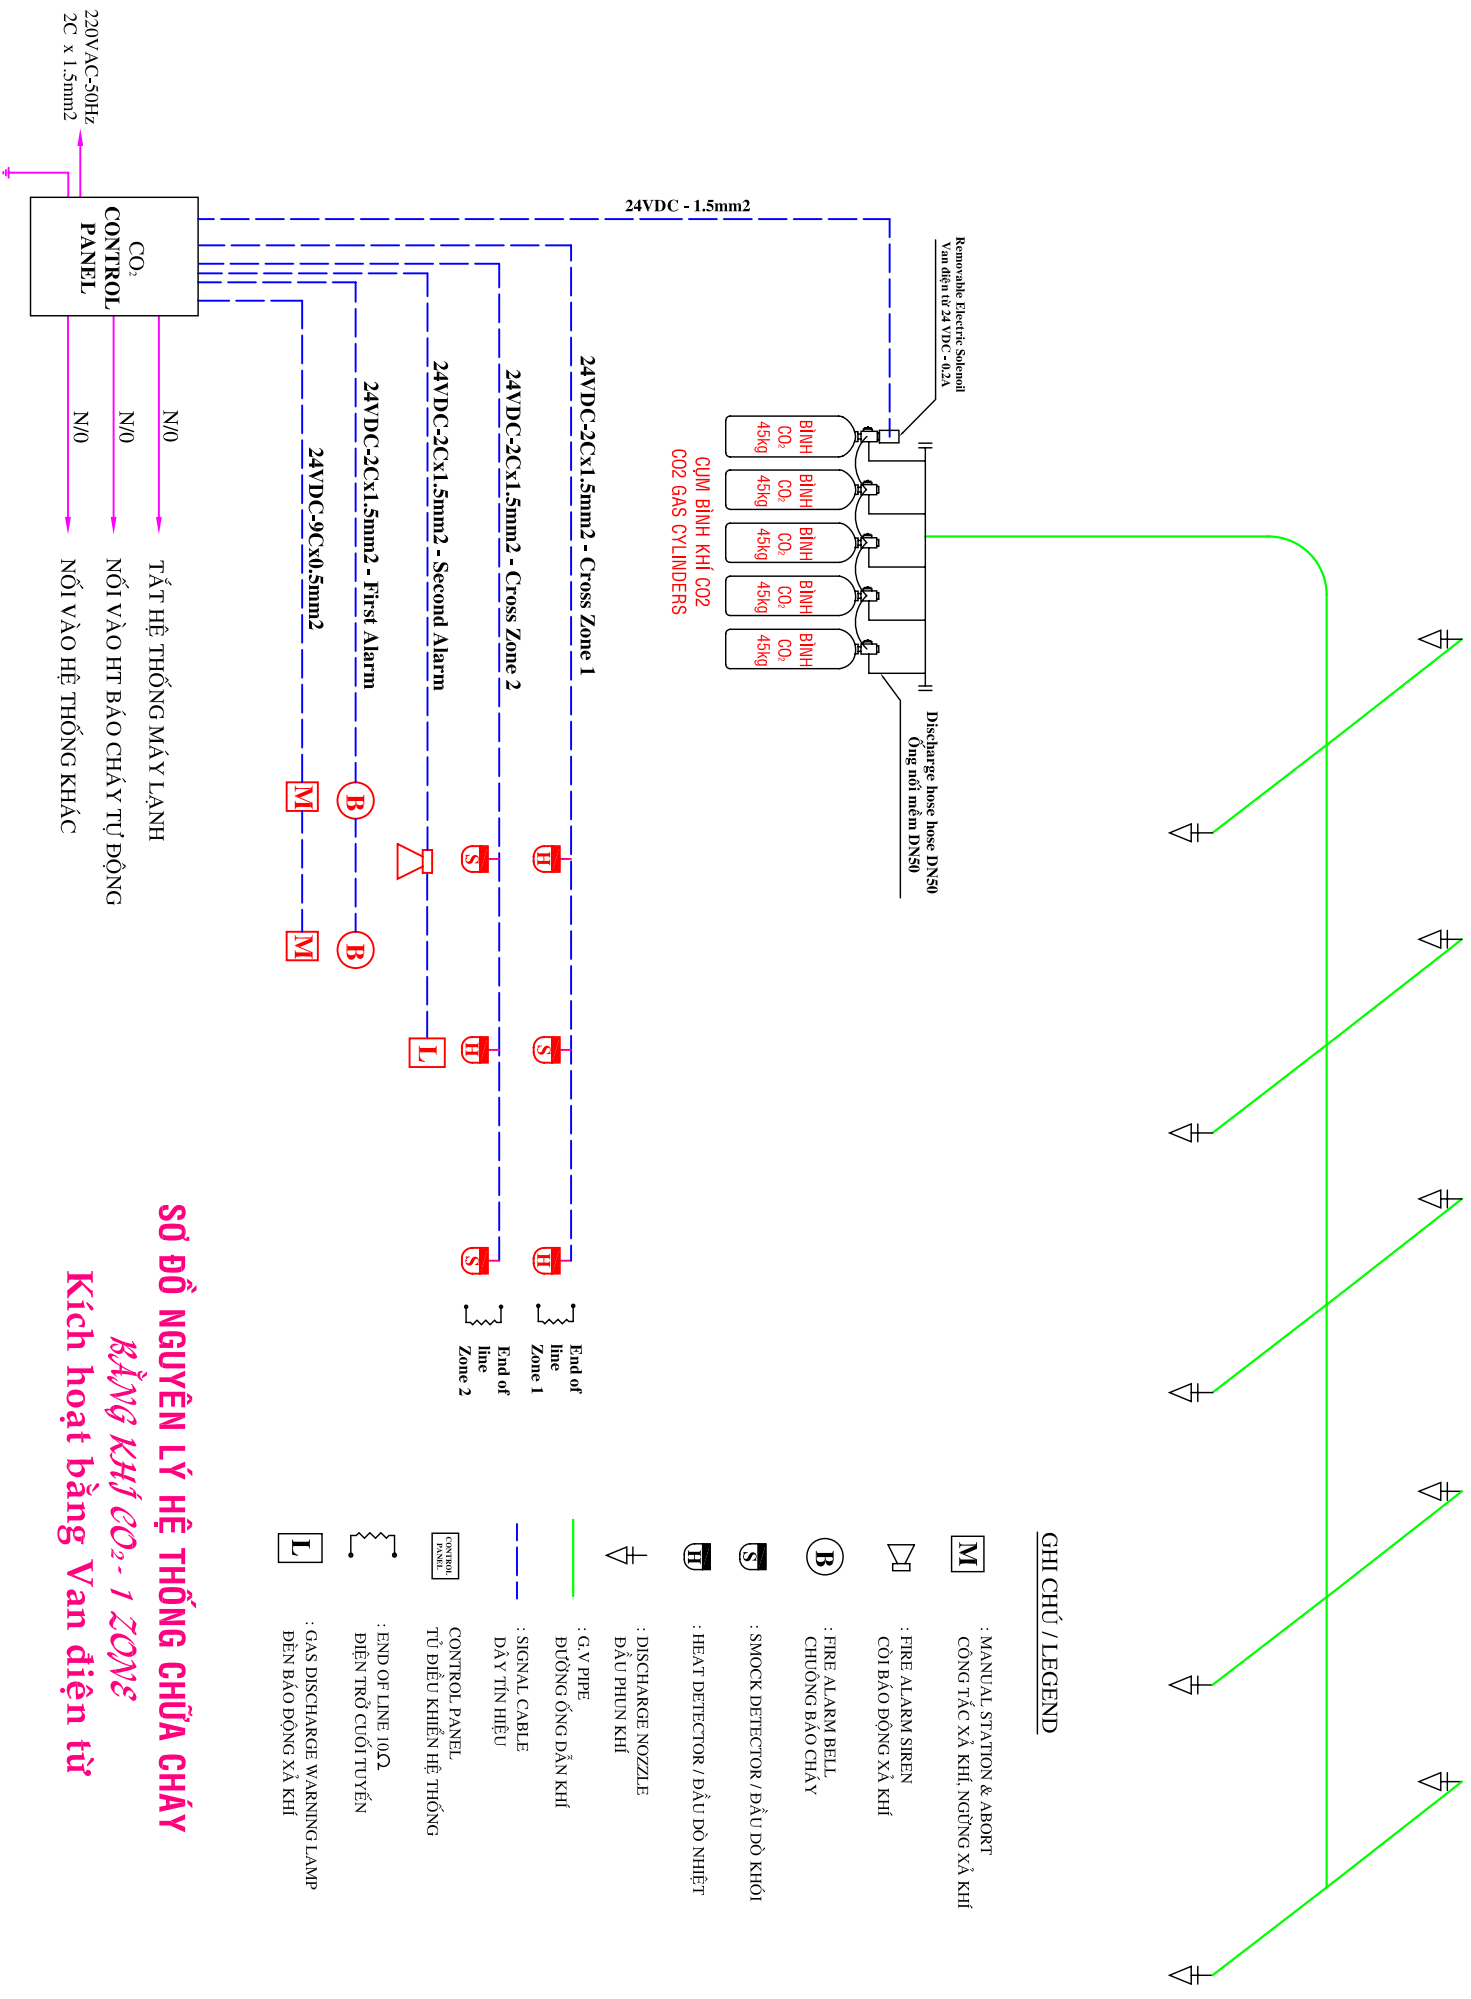 Removable Electric Solenoil
Van điện từ 24 VDC - 0.2A
24VDC - 1.5mm2
BÌNH
CO₂
45kg
BÌNH
CO₂
45kg
BÌNH
CO₂
45kg
BÌNH
CO₂
45kg
BÌNH
CO₂
45kg
CỤM BÌNH KHÍ CO2
CO2 GAS CYLINDERS
Discharge hose hose DN50
Ống nối mềm DN50
24VDC-2Cx1.5mm2 - Cross Zone 1
24VDC-2Cx1.5mm2 - Cross Zone 2
24VDC-2Cx1.5mm2 - Second Alarm
24VDC-2Cx1.5mm2 - First Alarm
24VDC-9Cx0.5mm2
H
S
H
S
H
S
L
B
B
M
M
End of
line
Zone 1
End of
line
Zone 2
220VAC-50Hz
2C x 1.5mm2
CO₂
CONTROL
PANEL
N/0
N/0
N/0
TẮT HỆ THỐNG MÁY LẠNH
NỐI VÀO HT BÁO CHÁY TỰ ĐỘNG
NỐI VÀO HỆ THỐNG KHÁC
GHI CHÚ / LEGEND
M
: MANUAL STATION & ABORT
CÔNG TẮC XẢ KHÍ, NGỪNG XẢ KHÍ
: FIRE ALARM SIREN
CÒI BÁO ĐỘNG XẢ KHÍ
B
: FIRE ALARM BELL
CHUÔNG BÁO CHÁY
S
: SMOCK DETECTOR / ĐẦU DÒ KHÓI
H
: HEAT DETECTOR / ĐẦU DÒ NHIỆT
: DISCHARGE NOZZLE
ĐẦU PHUN KHÍ
: G.V PIPE
ĐƯỜNG ỐNG DẪN KHÍ
: SIGNAL CABLE
DÂY TÍN HIỆU
CONTROL
PANEL
CONTROL PANEL
TỦ ĐIỀU KHIỂN HỆ THỐNG
: END OF LINE 10Ω
ĐIỆN TRỞ CUỐI TUYẾN
L
: GAS DISCHARGE WARNING LAMP
ĐÈN BÁO ĐỘNG XẢ KHÍ
SƠ ĐỒ NGUYÊN LÝ HỆ THỐNG CHỮA CHÁY
BẰNG KHÍ CO₂ - 1 ZONE
Kích hoạt bằng Van điện từ